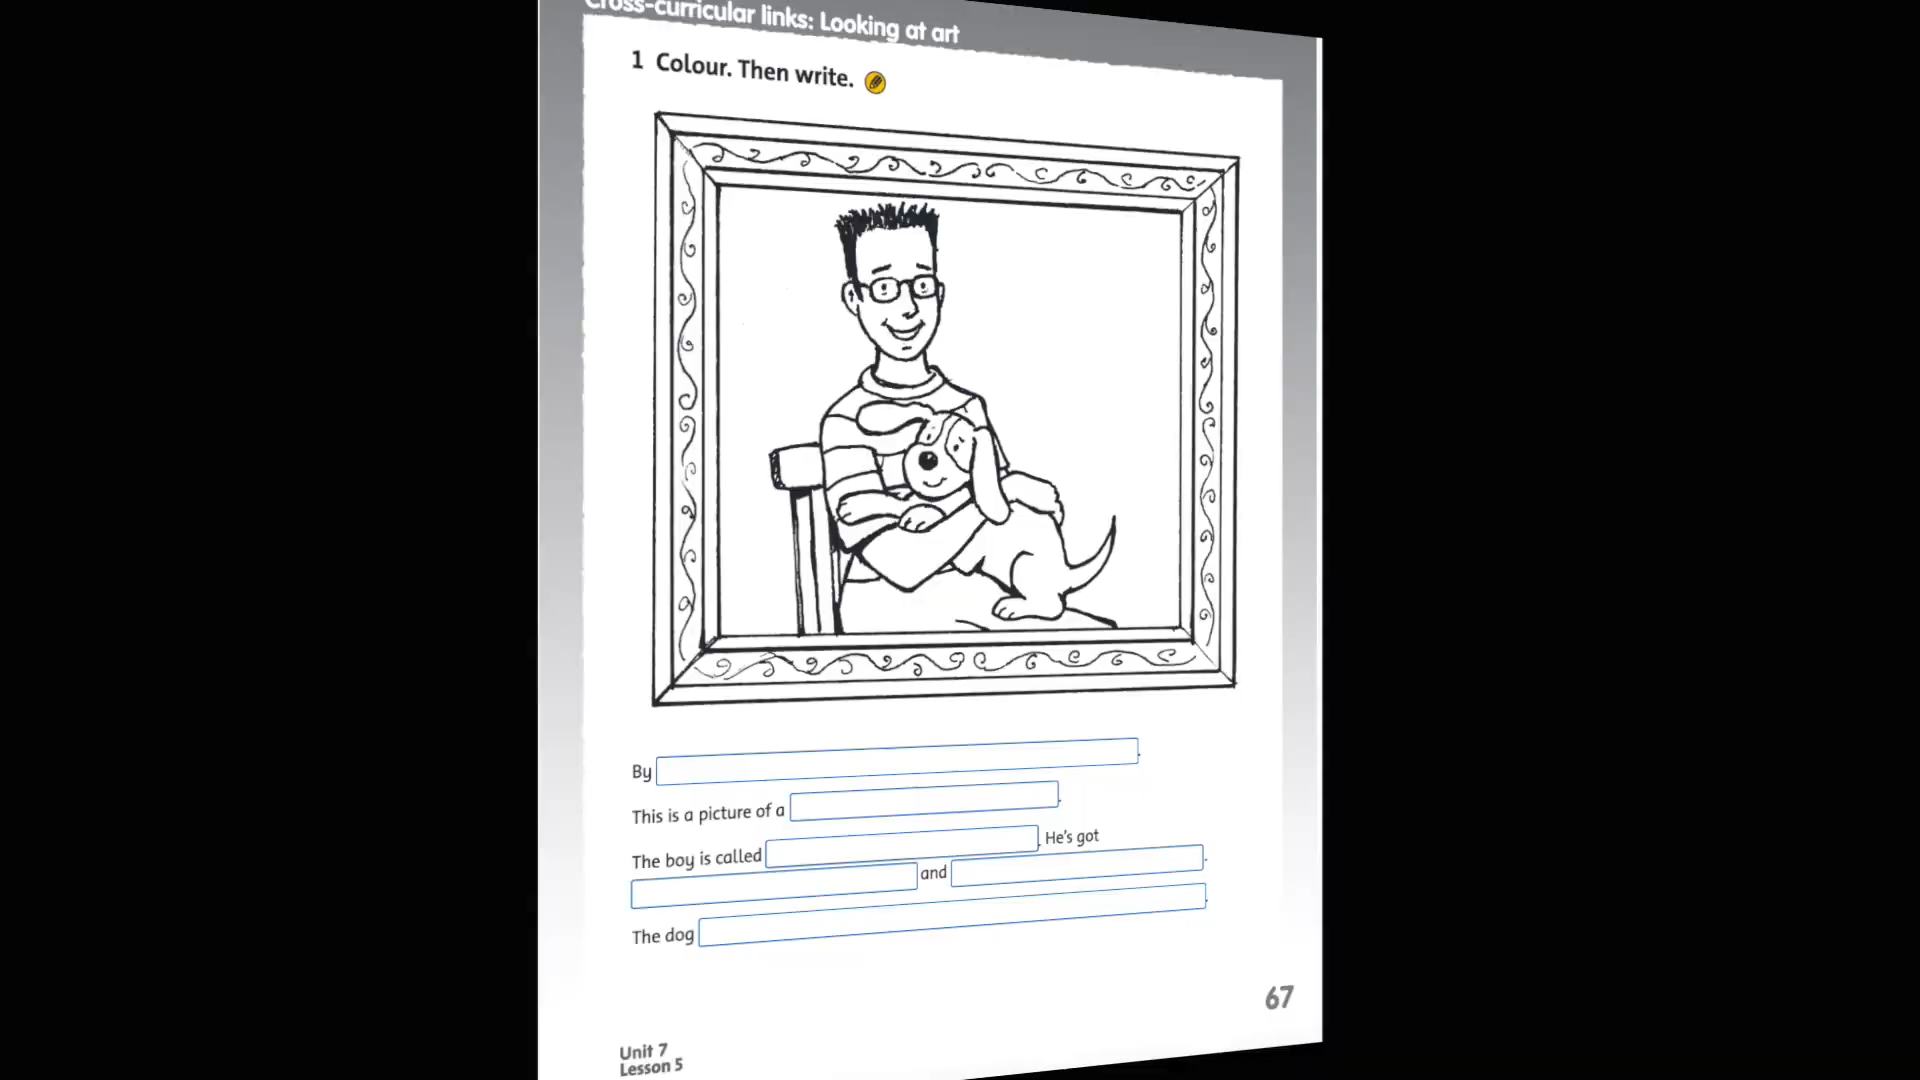 Cross-curricular links: Looking at art
1 Colour. Then write.
By .
This is a picture of a .
The boy is called . He's got
and .
The dog .
67
Unit 7
Lesson 5